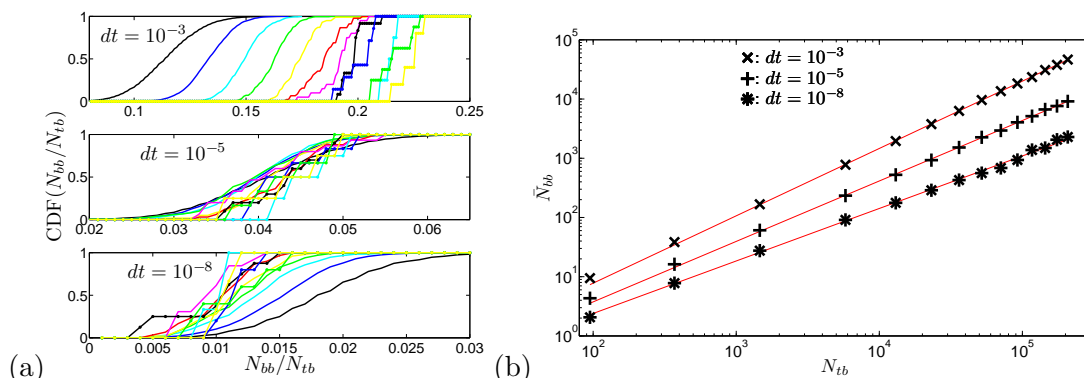 1
0.5
0
dt = 10^{-3}
0.1
0.15
0.2
0.25
CDF(N_{bb}/N_{tb})
1
0.5
0
dt = 10^{-5}
0.02
0.03
0.04
0.05
0.06
1
0.5
0
dt = 10^{-8}
0
0.005
0.01
0.015
0.02
0.025
0.03
(a)
N_{bb}/N_{tb}
10^5
10^4
10^3
10^2
10^1
10^0
\bar{N}_{bb}
×: dt = 10^{-3}
+: dt = 10^{-5}
✱: dt = 10^{-8}
10^2
10^3
10^4
10^5
(b)
N_{tb}